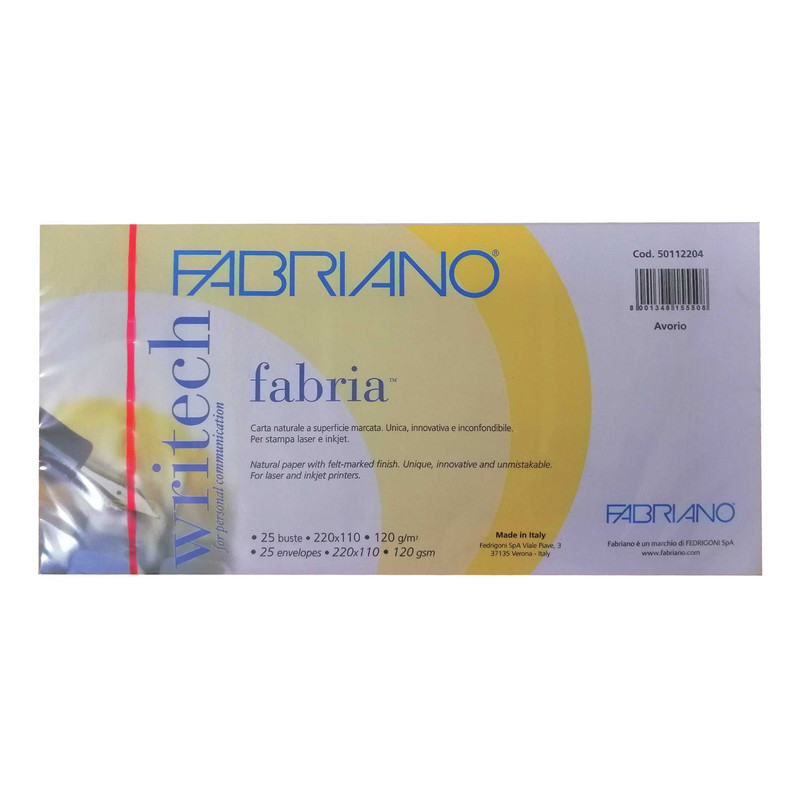 FABRIANO®
writech
for personal communication
fabria™
Carta naturale a superficie marcata. Unica, innovativa e inconfondibile.
Per stampa laser e inkjet.
Natural paper with felt-marked finish. Unique, innovative and unmistakable.
For laser and inkjet printers.
• 25 buste • 220x110 • 120 g/m²
• 25 envelopes • 220x110 • 120 gsm
Made in Italy
Fedrigoni SpA Viale Piave, 3
37135 Verona - Italy
Cod. 50112204
8 001348 155508
Avorio
FABRIANO®
Fabriano è un marchio di FEDRIGONI SpA
www.fabriano.com